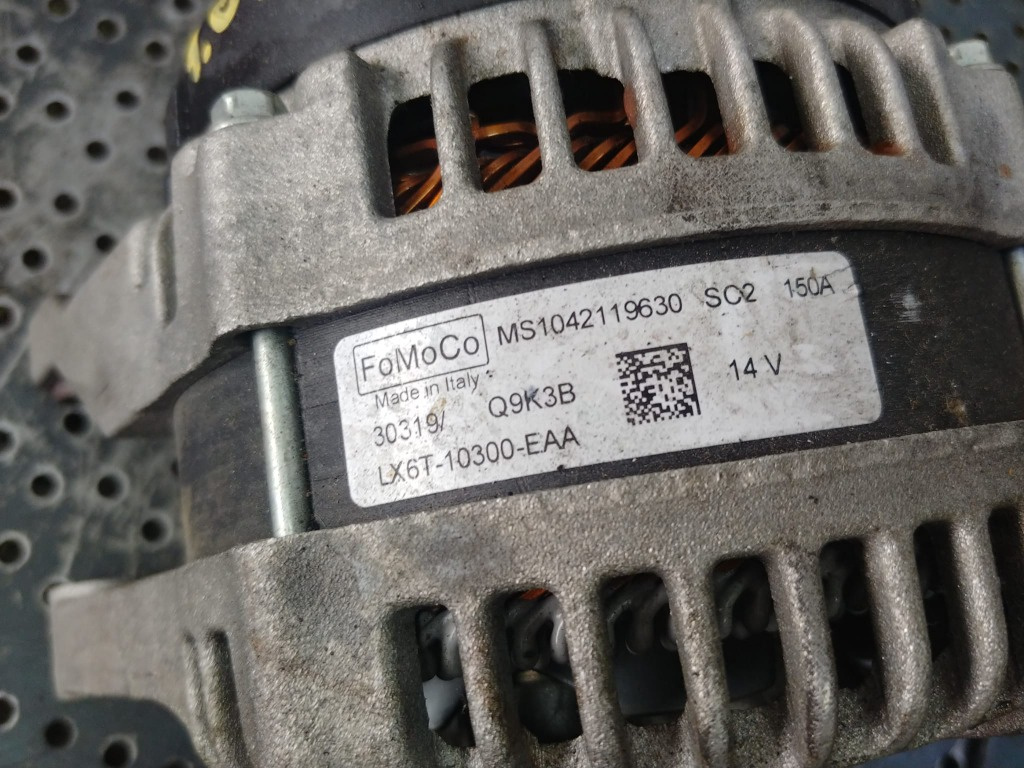 FoMoCo MS1042119630 SC2 150A
Made in Italy
30319/ Q9K3B 14 V
LX6T-10300-EAA